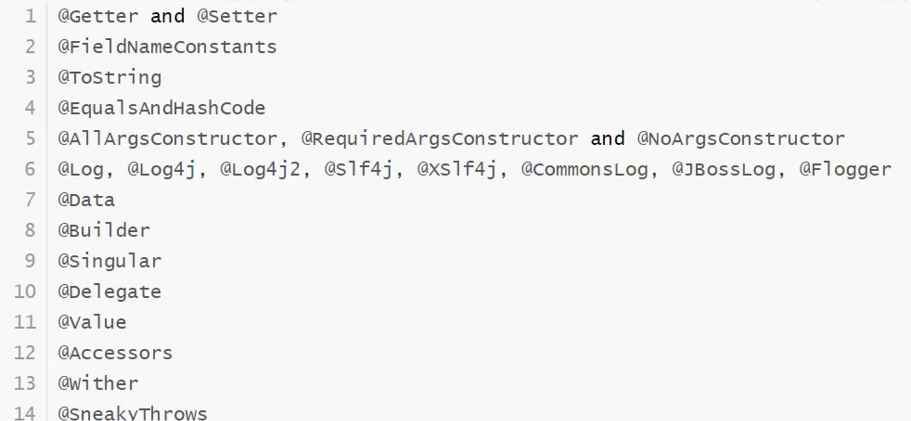 1 @Getter and @Setter
2 @FieldNameConstants
3 @ToString
4 @EqualsAndHashCode
5 @AllArgsConstructor, @RequiredArgsConstructor and @NoArgsConstructor
6 @Log, @Log4j, @Log4j2, @Slf4j, @XSlf4j, @CommonsLog, @JBossLog, @Flogger
7 @Data
8 @Builder
9 @Singular
10 @Delegate
11 @Value
12 @Accessors
13 @Wither
14 @SneakyThrows